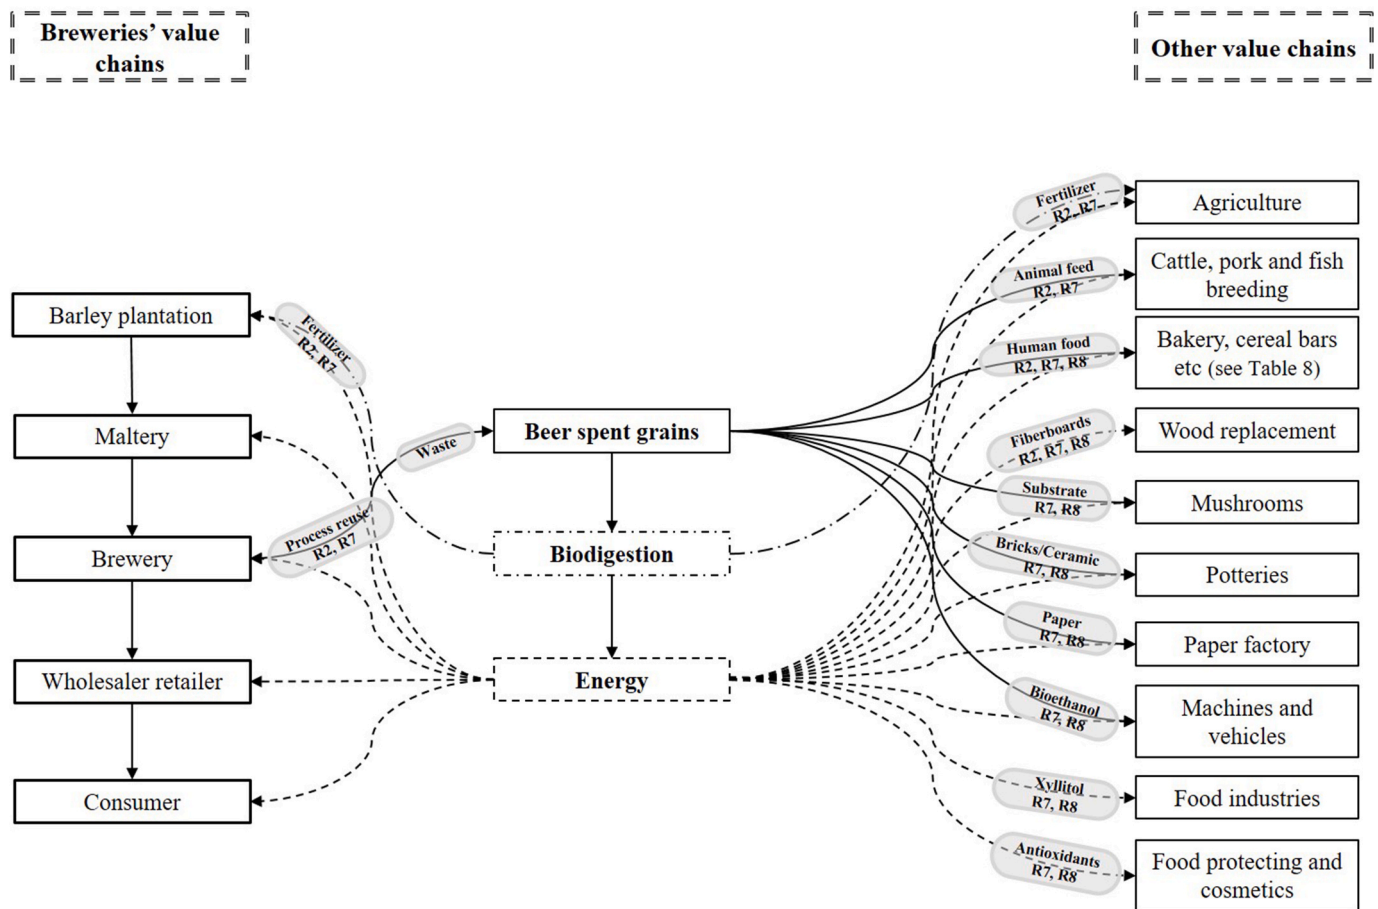 Breweries' value
chains
Other value chains
Barley plantation
Maltery
Brewery
Wholesaler retailer
Consumer
Fertilizer
R2, R7
Process reuse
R2, R7
Waste
Beer spent grains
Biodigestion
Energy
Fertilizer
R2, R7
Animal feed
R2, R7
Human food
R2, R7, R8
Fiberboards
R2, R7, R8
Substrate
R7, R8
Bricks/Ceramic
R7, R8
Paper
R7, R8
Bioethanol
R7, R8
Xyllitol
R7, R8
Antioxidants
R7, R8
Agriculture
Cattle, pork and fish
breeding
Bakery, cereal bars
etc (see Table 8)
Wood replacement
Mushrooms
Potteries
Paper factory
Machines and
vehicles
Food industries
Food protecting and
cosmetics